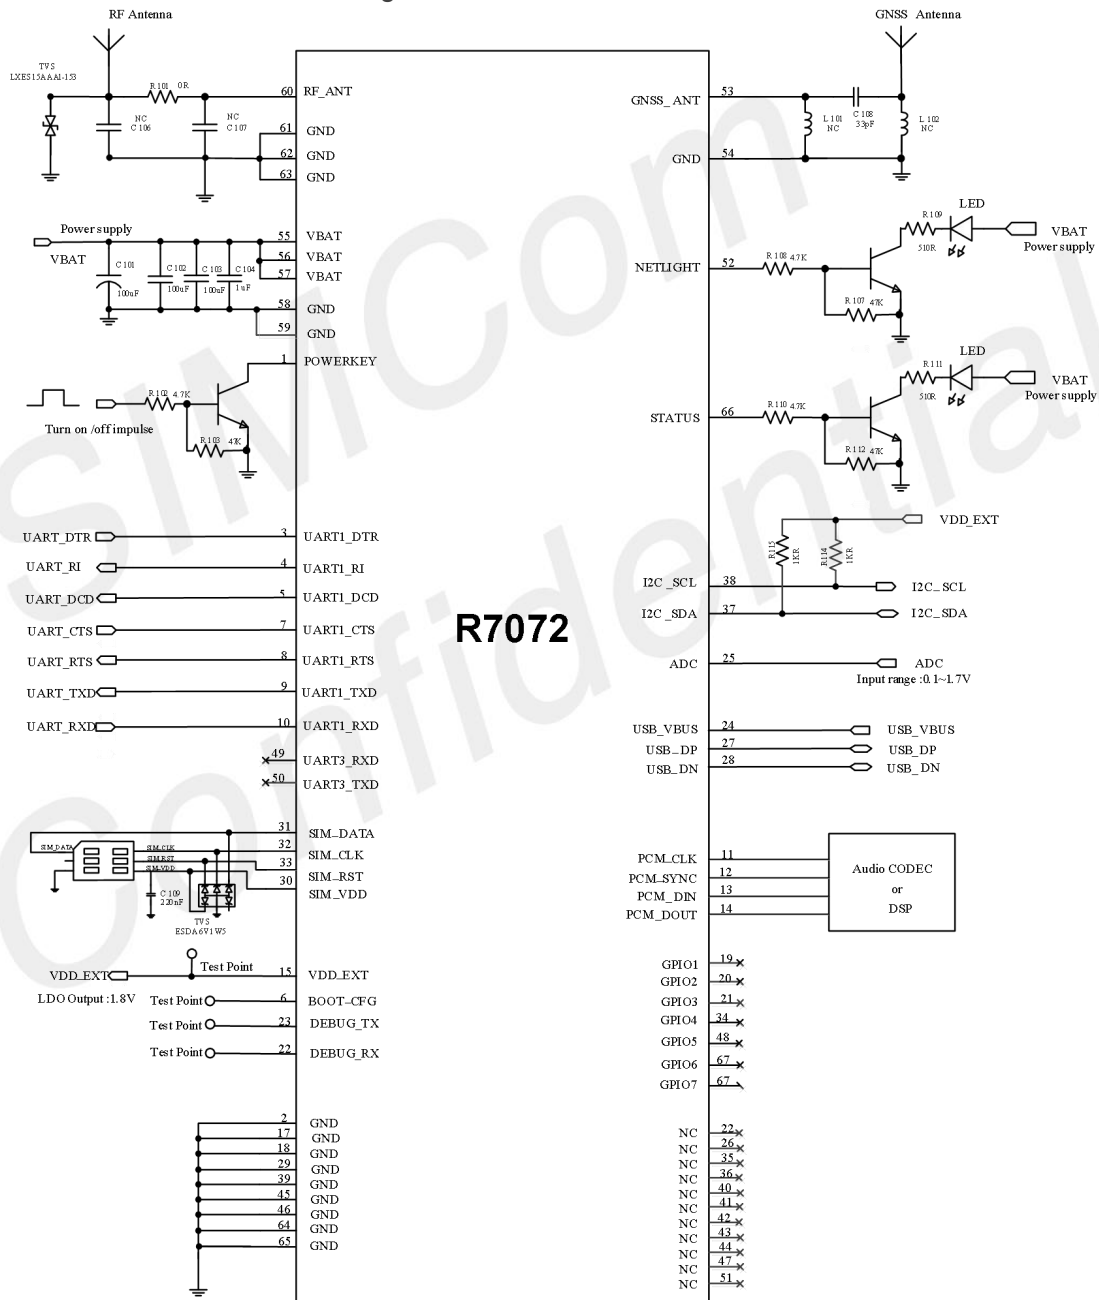 RF Antenna
GNSS Antenna
TVS
LXES15AAA1-153
R101 0R
60 RF_ANT
NC
C106
NC
C107
61 GND
62 GND
63 GND
GNSS_ANT 53
L101
NC
C108
33pF
L102
NC
GND 54
Power supply
VBAT
55 VBAT
56 VBAT
57 VBAT
C101
100uF
C102
100uF
C103
100uF
C104
1uF
58 GND
59 GND
LED
R109
510R
VBAT
Power supply
NETLIGHT 52
R108 4.7K
R107 47K
1 POWERKEY
R102 4.7K
Turn on /off impulse
R103 47K
LED
R111
510R
VBAT
Power supply
STATUS 66
R110 4.7K
R112 47K
UART_DTR 3 UART1_DTR
UART_RI 4 UART1_RI
UART_DCD 5 UART1_DCD
UART_CTS 7 UART1_CTS
UART_RTS 8 UART1_RTS
UART_TXD 9 UART1_TXD
UART_RXD 10 UART1_RXD
49 UART3_RXD
50 UART3_TXD
R7072
VDD_EXT
R115
1KR
R114
1KR
I2C_SCL 38 I2C_SCL
I2C_SDA 37 I2C_SDA
ADC 25 ADC
Input range :0.1~1.7V
USB_VBUS 24 USB_VBUS
USB_DP 27 USB_DP
USB_DN 28 USB_DN
31 SIM_DATA
32 SIM_CLK
33 SIM_RST
30 SIM_VDD
SIM_DATA
SIM_CLK
SIM_RST
SIM_VDD
C109
220nF
TVS
ESDA6V1W5
PCM_CLK 11
PCM_SYNC 12
PCM_DIN 13
PCM_DOUT 14
Audio CODEC
or
DSP
Test Point
VDD_EXT 15 VDD_EXT
LDO Output :1.8V
Test Point 6 BOOT-CFG
Test Point 23 DEBUG_TX
Test Point 22 DEBUG_RX
GPIO1 19
GPIO2 20
GPIO3 21
GPIO4 34
GPIO5 48
GPIO6 67
GPIO7 67
2 GND
17 GND
18 GND
29 GND
39 GND
45 GND
46 GND
64 GND
65 GND
NC 22
NC 26
NC 35
NC 36
NC 40
NC 41
NC 42
NC 43
NC 44
NC 47
NC 51
SIMCom
Confidential